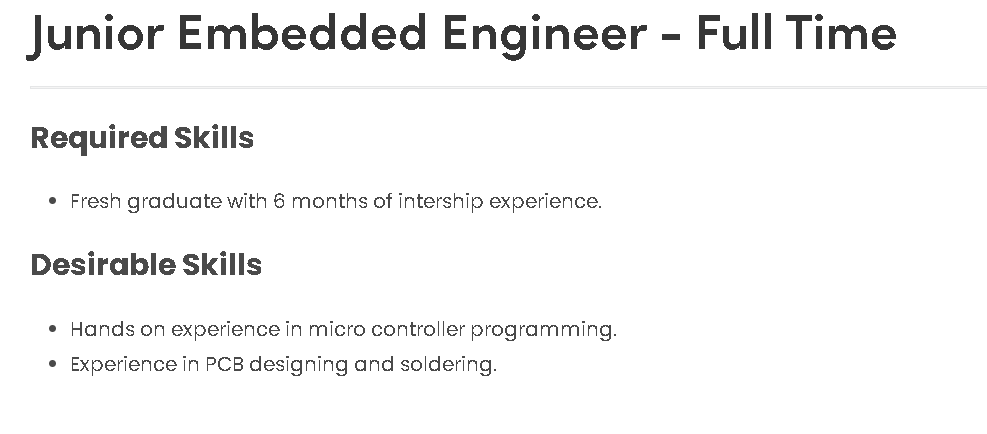 Junior Embedded Engineer - Full Time
Required Skills
• Fresh graduate with 6 months of intership experience.
Desirable Skills
• Hands on experience in micro controller programming.
• Experience in PCB designing and soldering.